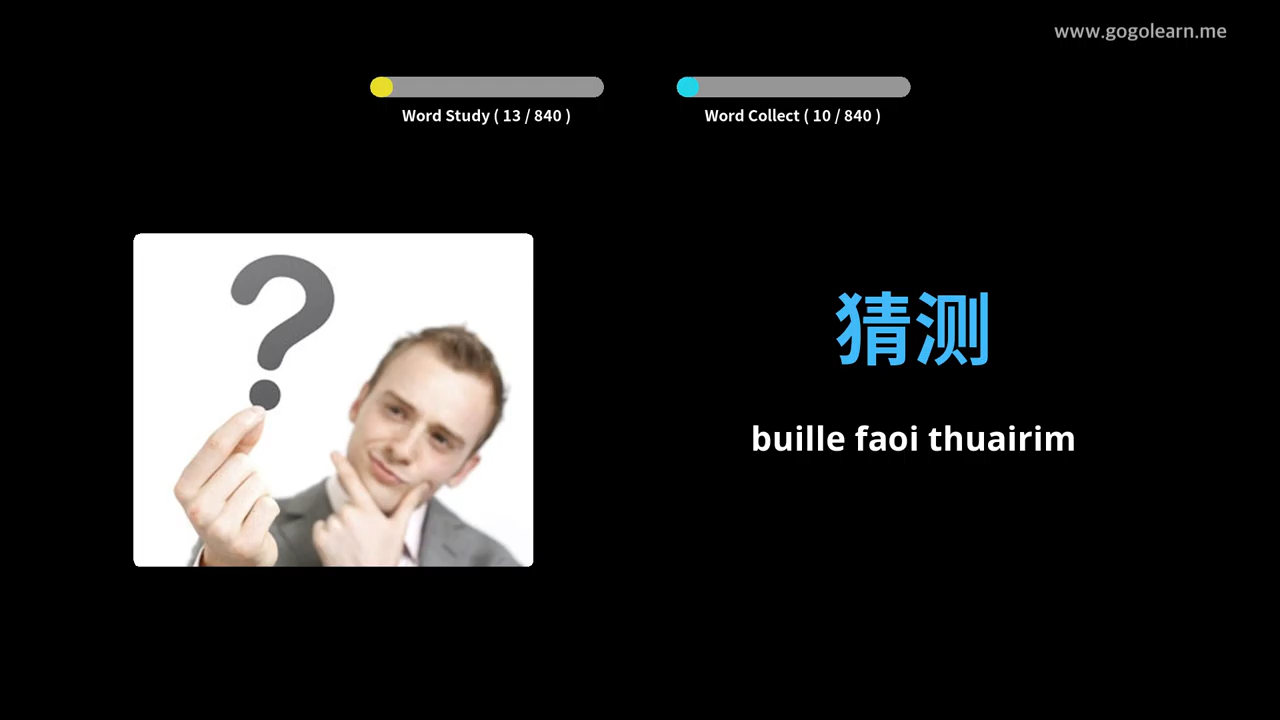 www.gogolearn.me
Word Study ( 13 / 840 )
Word Collect ( 10 / 840 )
猜测
buille faoi thuairim